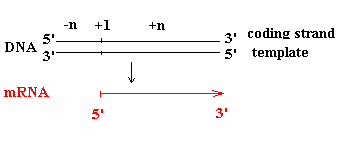 -n +1 +n
5' 3' coding strand
DNA
3' 5' template
mRNA
5' 3'